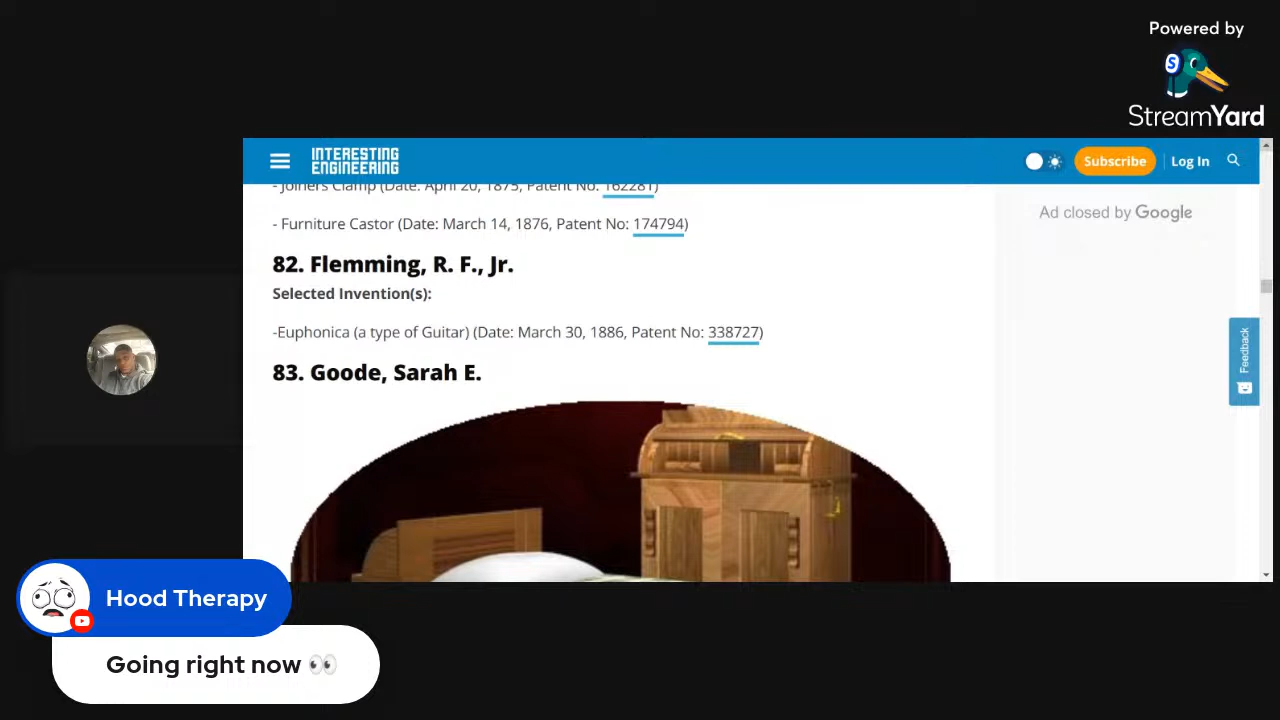 Powered by
S
StreamYard
INTERESTING
ENGINEERING
Subscribe
Log In
- Joiners Clamp (Date: April 20, 1875, Patent No: 162281)
Ad closed by Google
- Furniture Castor (Date: March 14, 1876, Patent No: 174794)
82. Flemming, R. F., Jr.
Selected Invention(s):
-Euphonica (a type of Guitar) (Date: March 30, 1886, Patent No: 338727)
Feedback
83. Goode, Sarah E.
Hood Therapy
Going right now 👀